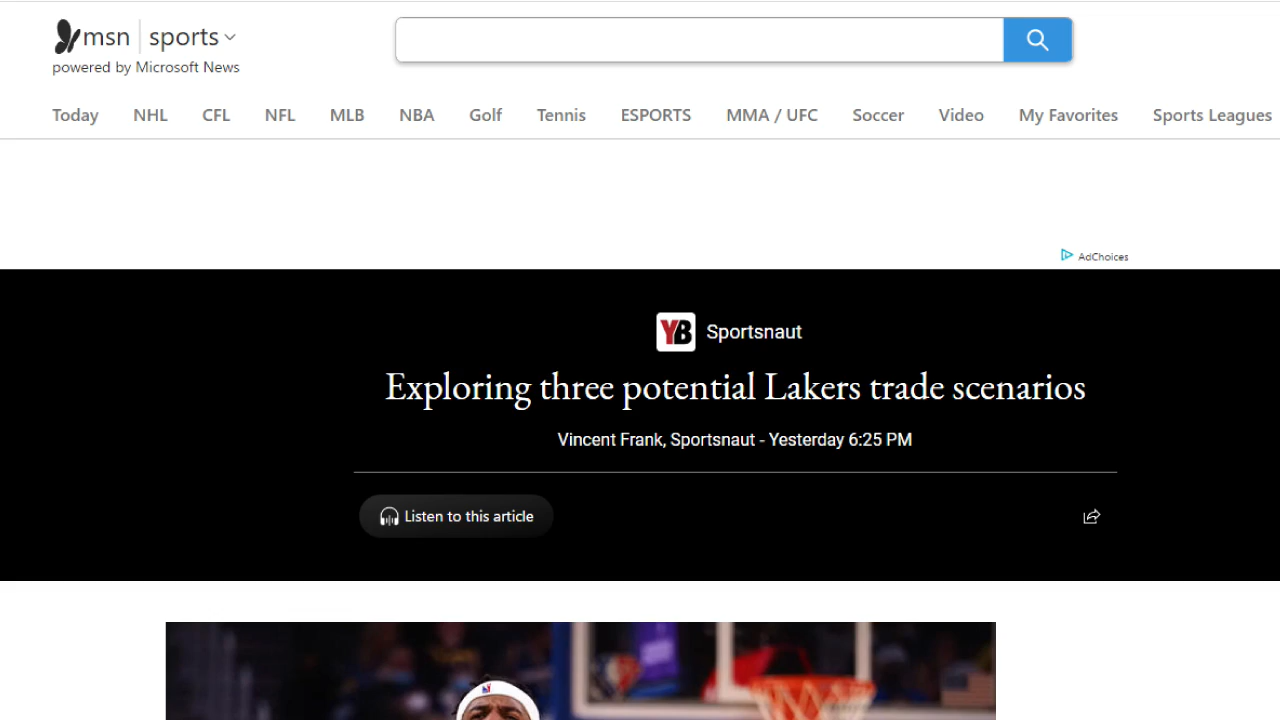 msn sports
powered by Microsoft News
Today NHL CFL NFL MLB NBA Golf Tennis ESPORTS MMA / UFC Soccer Video My Favorites Sports Leagues
AdChoices
YB Sportsnaut
Exploring three potential Lakers trade scenarios
Vincent Frank, Sportsnaut - Yesterday 6:25 PM
Listen to this article